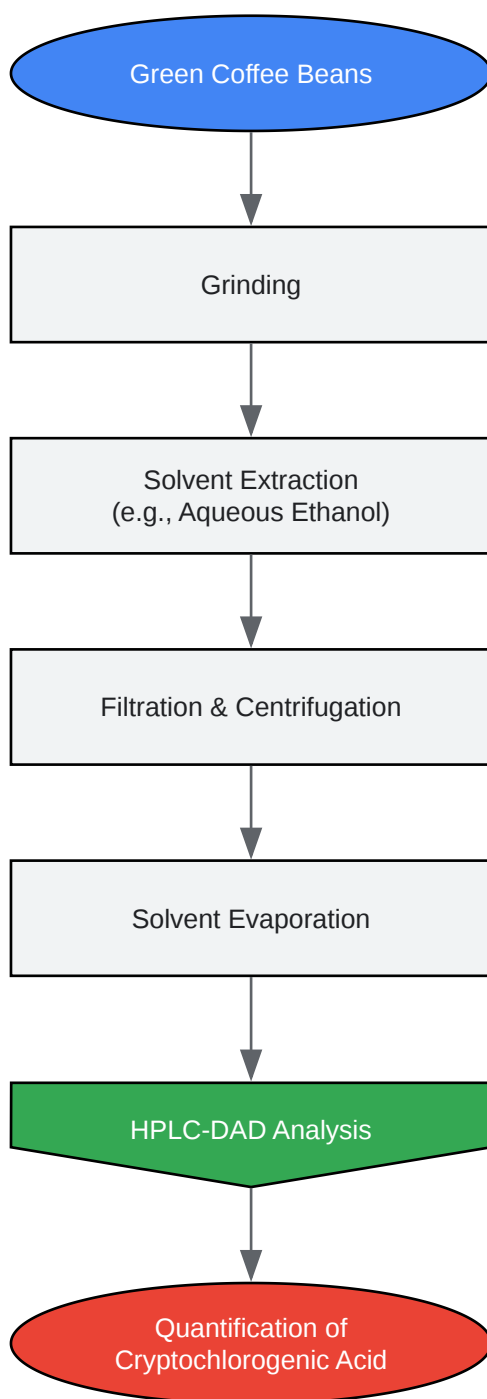 Green Coffee Beans
Grinding
Solvent Extraction
(e.g., Aqueous Ethanol)
Filtration & Centrifugation
Solvent Evaporation
HPLC-DAD Analysis
Quantification of
Cryptochlorogenic Acid